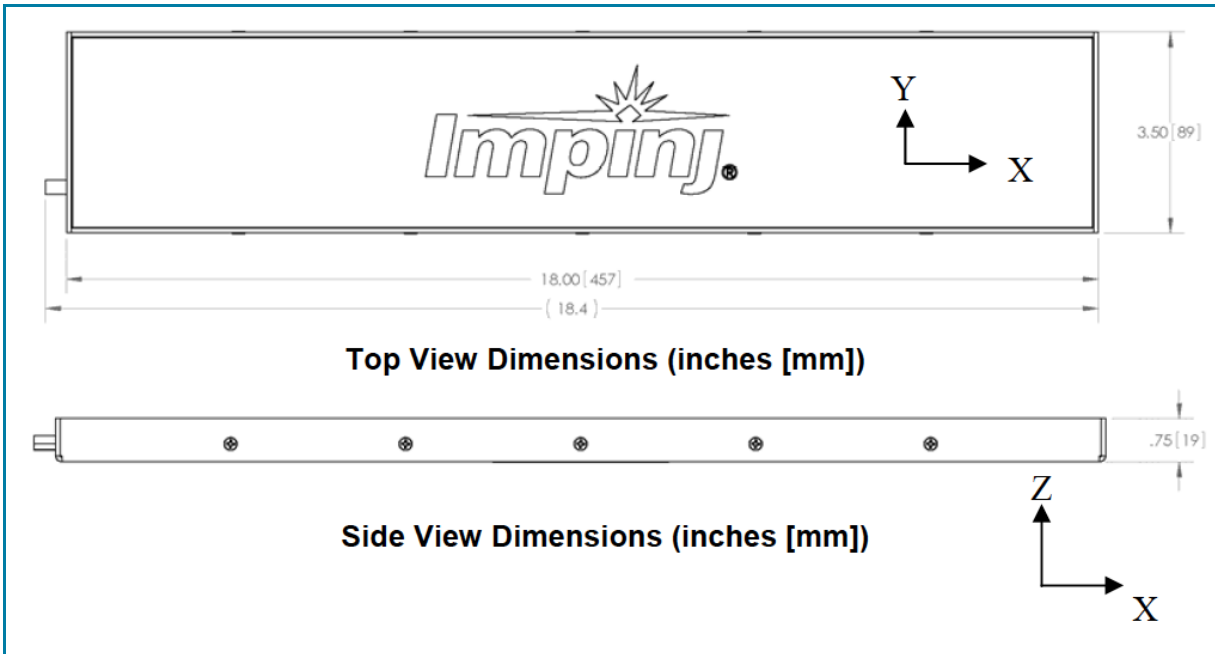 Impinj®
Y
X
3.50[89]
18.00[457]
( 18.4 )
Top View Dimensions (inches [mm])
.75[19]
Z
Side View Dimensions (inches [mm])
X